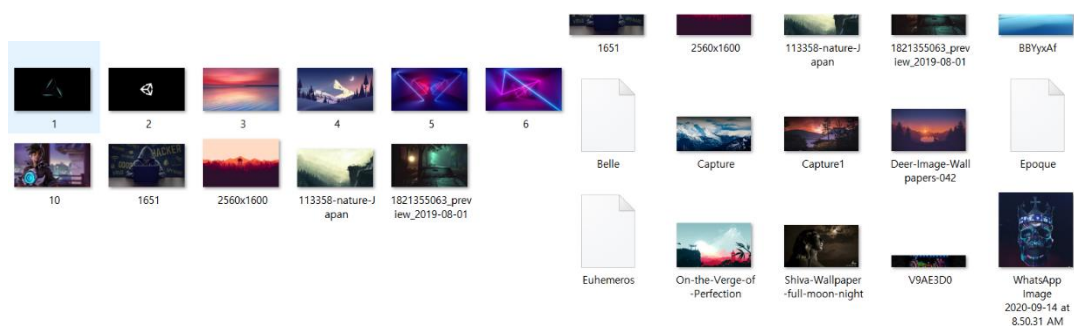 1651
2560x1600
113358-nature-J
apan
1821355063_prev
iew_2019-08-01
BBYyxAf
1
2
3
4
5
6
Belle
Capture
Capture1
Deer-Image-Wall
papers-042
Epoque
10
1651
2560x1600
113358-nature-J
apan
1821355063_prev
iew_2019-08-01
HACKER
Euhemeros
On-the-Verge-of
-Perfection
Shiva-Wallpaper
-full-moon-night
V9AE3D0
WhatsApp
Image
2020-09-14 at
8.50.31 AM